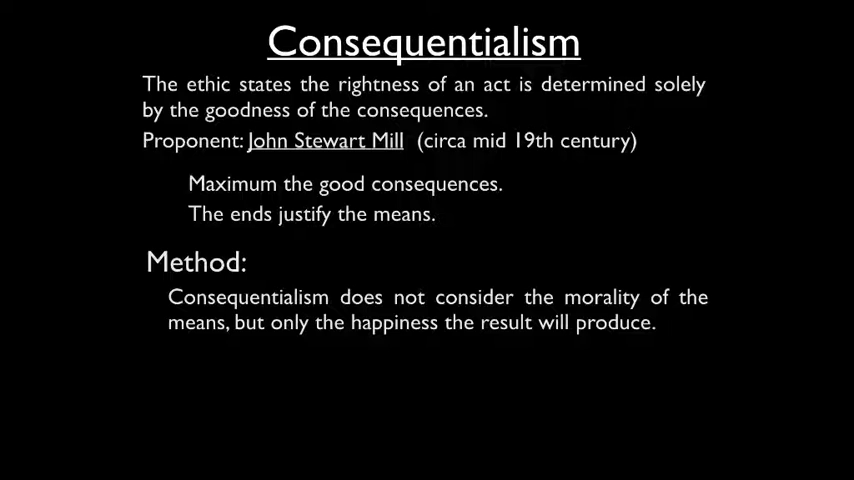 Consequentialism
The ethic states the rightness of an act is determined solely
by the goodness of the consequences.
Proponent: John Stewart Mill (circa mid 19th century)
Maximum the good consequences.
The ends justify the means.
Method:
Consequentialism does not consider the morality of the
means, but only the happiness the result will produce.